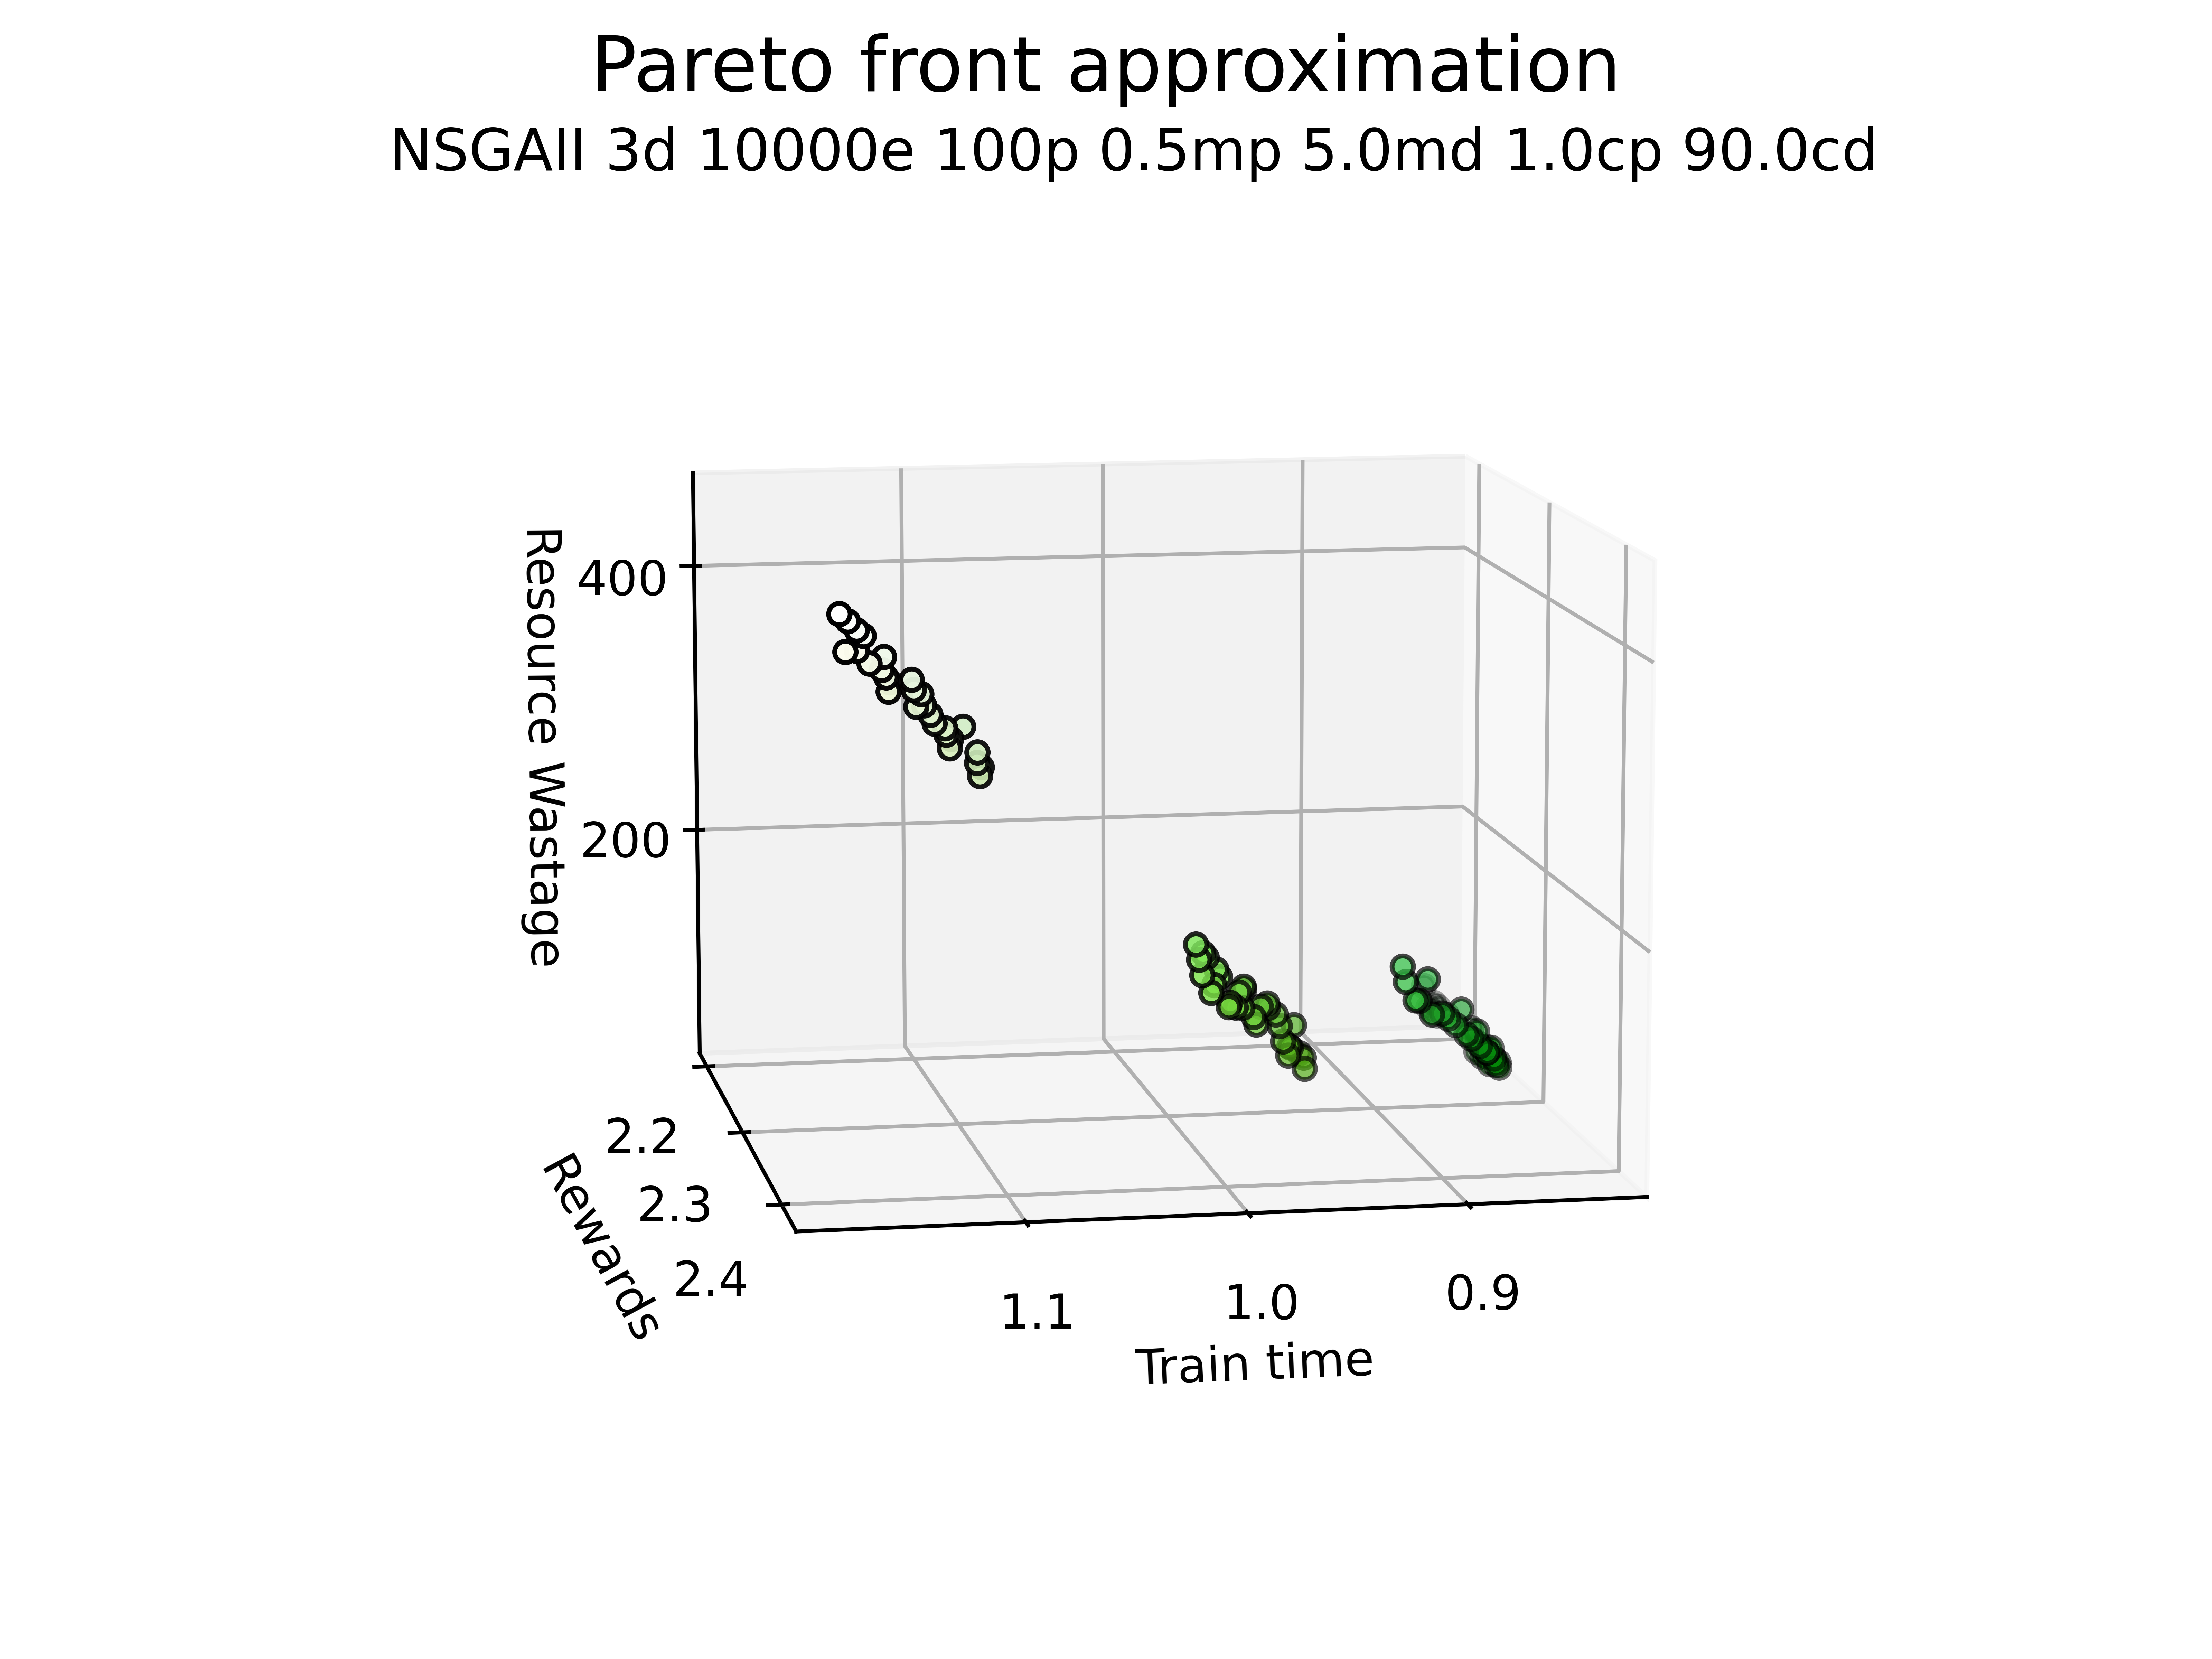 Pareto front approximation
NSGAII 3d 10000e 100p 0.5mp 5.0md 1.0cp 90.0cd
Ressource Wastage
400
200
Rewards
2.2
2.3
2.4
1.1
1.0
0.9
Train time